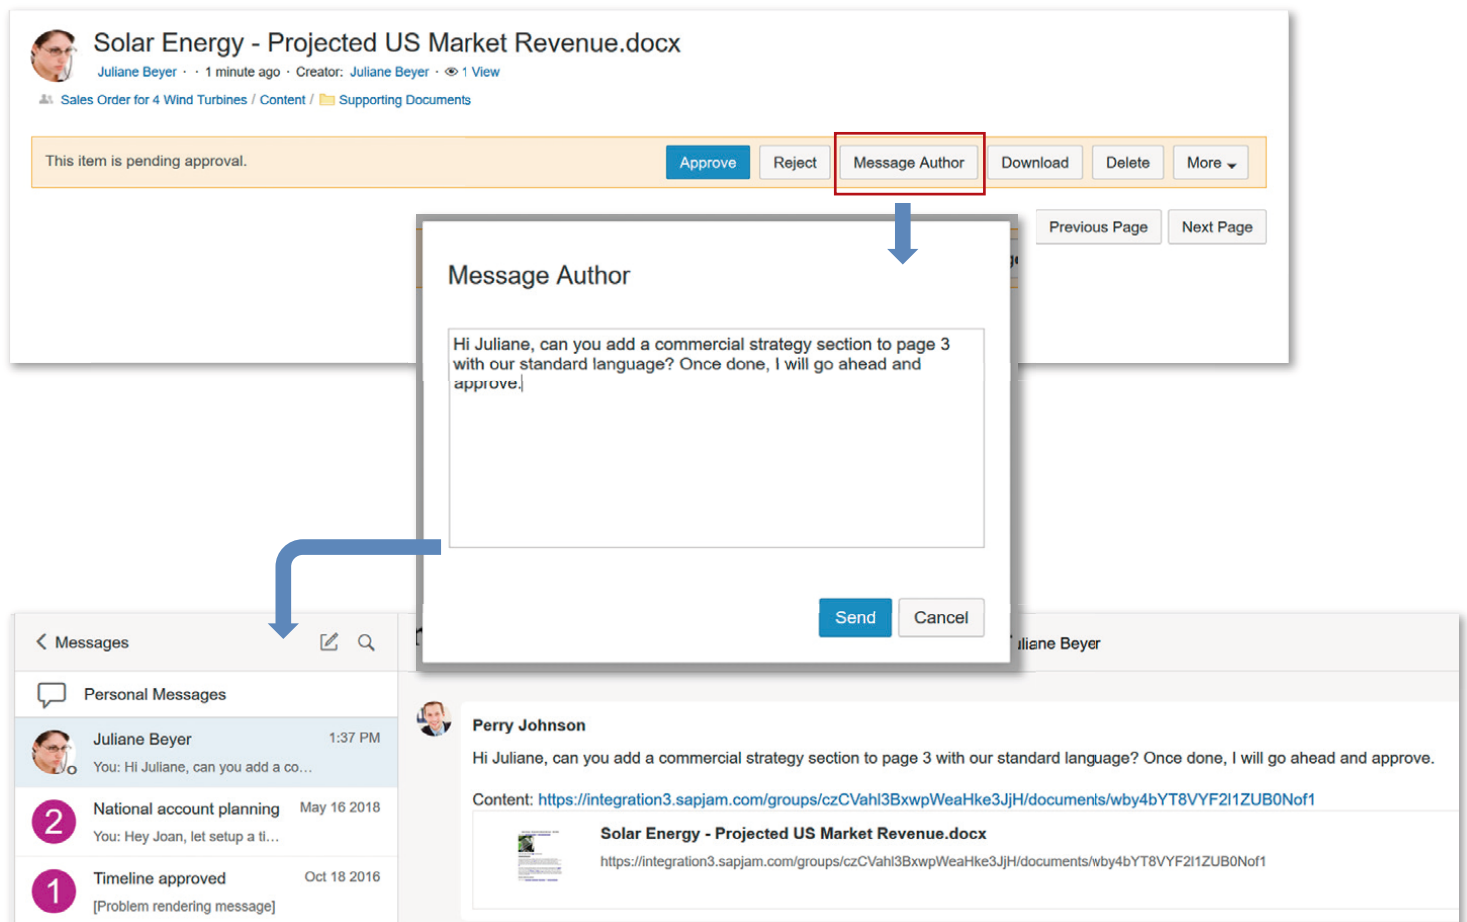 Solar Energy - Projected US Market Revenue.docx
Juliane Beyer · · 1 minute ago · Creator: Juliane Beyer · 1 View
Sales Order for 4 Wind Turbines / Content / Supporting Documents
This item is pending approval.
Approve Reject Message Author Download Delete More
Previous Page Next Page
Message Author
Hi Juliane, can you add a commercial strategy section to page 3
with our standard language? Once done, I will go ahead and
approve.
Send Cancel
Messages
Personal Messages
Juliane Beyer 1:37 PM
You: Hi Juliane, can you add a co...
2
National account planning May 16 2018
You: Hey Joan, let setup a ti...
1
Timeline approved Oct 18 2016
[Problem rendering message]
uliane Beyer
Perry Johnson
Hi Juliane, can you add a commercial strategy section to page 3 with our standard language? Once done, I will go ahead and approve.
Content: https://integration3.sapjam.com/groups/czCVahl3BxwpWeaHke3JjH/documents/wby4bYT8VYF2I1ZUB0Nof1
Solar Energy - Projected US Market Revenue.docx
https://integration3.sapjam.com/groups/czCVahl3BxwpWeaHke3JjH/documents/wby4bYT8VYF2I1ZUB0Nof1